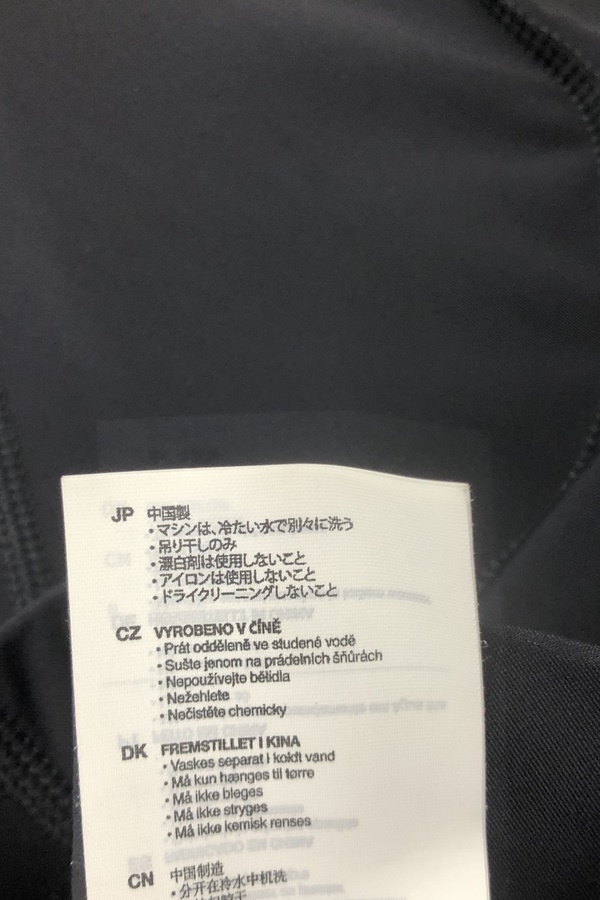 JP 中国製
・マシンは、冷たい水で別々に洗う
・吊り干しのみ
・漂白剤は使用しないこと
・アイロンは使用しないこと
・ドライクリーニングしないこと
CZ VYROBENO V ČÍNĚ
• Prát odděleně ve studené vodě
• Sušte jenom na prádelních šňůrách
• Nepoužívejte bělidla
• Nežehlete
• Nečistěte chemicky
DK FREMSTILLET I KINA
• Vaskes separat i koldt vand
• Må kun hænges til tørre
• Må ikke bleges
• Må ikke stryges
• Må ikke kemisk renses
CN 中国制造
• 分开在冷水中机洗